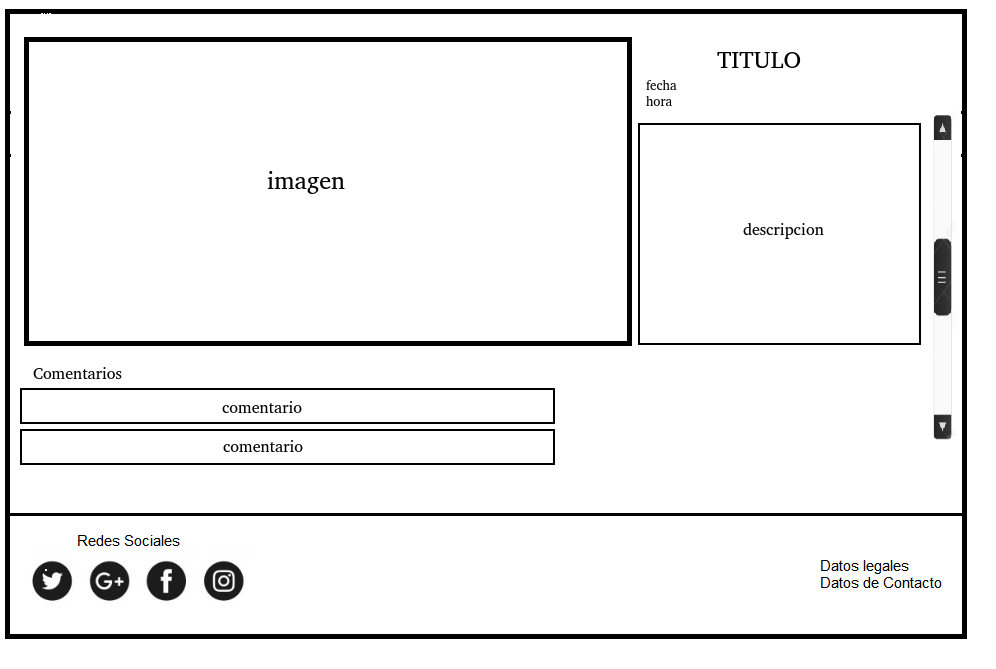 TITULO
fecha
hora
imagen
descripcion
Comentarios
comentario
comentario
Redes Sociales
G+
Datos legales
Datos de Contacto